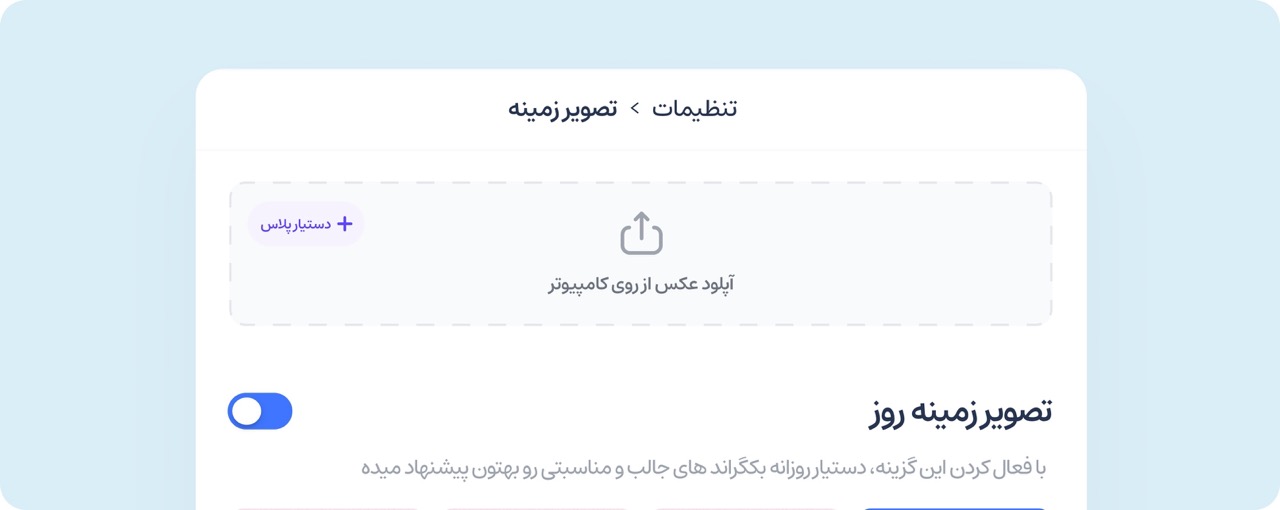 تنظیمات > تصویر زمینه
دستیار پلاس
آپلود عکس از روی کامپیوتر
تصویر زمینه روز
با فعال کردن این گزینه، دستیار روزانه بکگراند های جالب و مناسبتی رو بهتون پیشنهاد میده